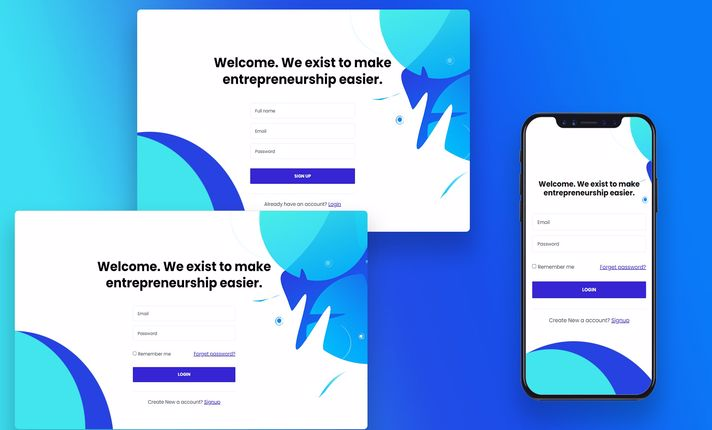 Welcome. We exist to make
entrepreneurship easier.
Full name
Email
Password
SIGN UP
Already have an account? Login
Welcome. We exist to make
entrepreneurship easier.
Email
Password
Remember me Forget password?
LOGIN
Create New a account? Signup
Welcome. We exist to make
entrepreneurship easier.
Email
Password
Remember me Forget password?
LOGIN
Create New a account? Signup